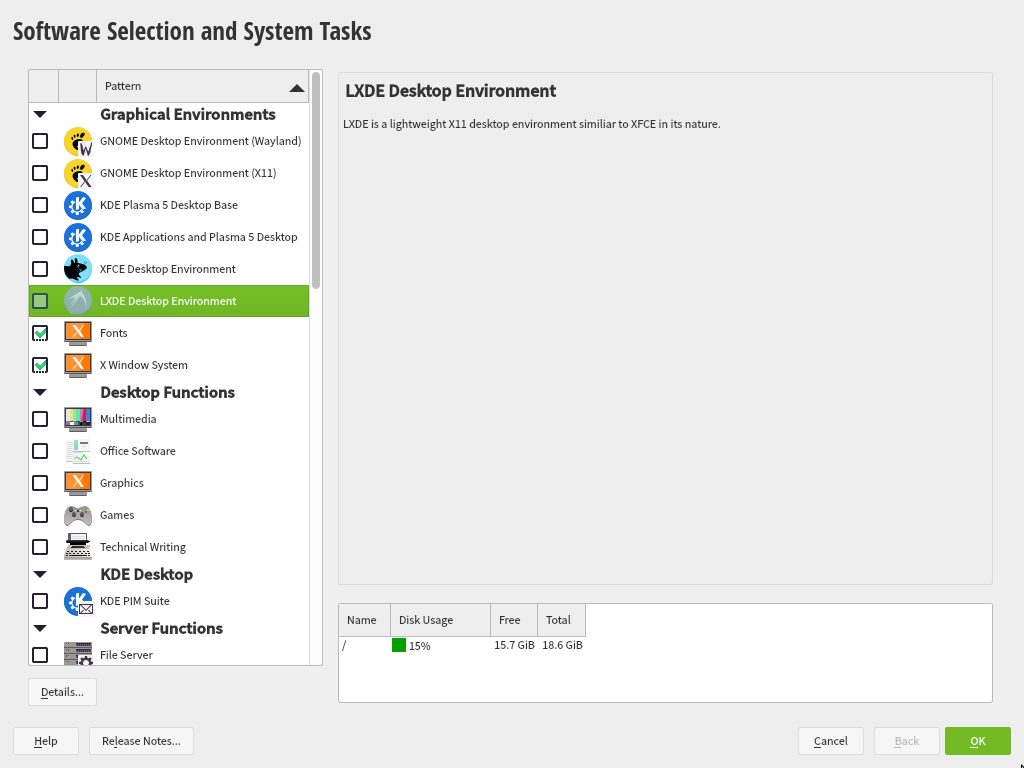 Software Selection and System Tasks
Pattern
Graphical Environments
GNOME Desktop Environment (Wayland)
GNOME Desktop Environment (X11)
KDE Plasma 5 Desktop Base
KDE Applications and Plasma 5 Desktop
XFCE Desktop Environment
LXDE Desktop Environment
Fonts
X Window System
Desktop Functions
Multimedia
Office Software
Graphics
Games
Technical Writing
KDE Desktop
KDE PIM Suite
Server Functions
File Server
Details...
LXDE Desktop Environment
LXDE is a lightweight X11 desktop environment similiar to XFCE in its nature.
Name Disk Usage Free Total
/ 15% 15.7 GiB 18.6 GiB
Help Release Notes... Cancel Back OK